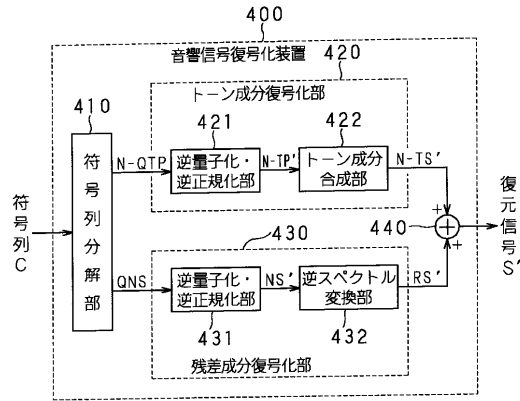 400
音響信号復号化装置
420
410
トーン成分復号化部
421
422
符号列分解部
N-QTP
逆量子化・
逆正規化部
N-TP'
トーン成分
合成部
N-TS'
符号列C
+
440
+
復元信号S'
430
QNS
逆量子化・
逆正規化部
NS'
逆スペクトル
変換部
RS'
431
432
残差成分復号化部